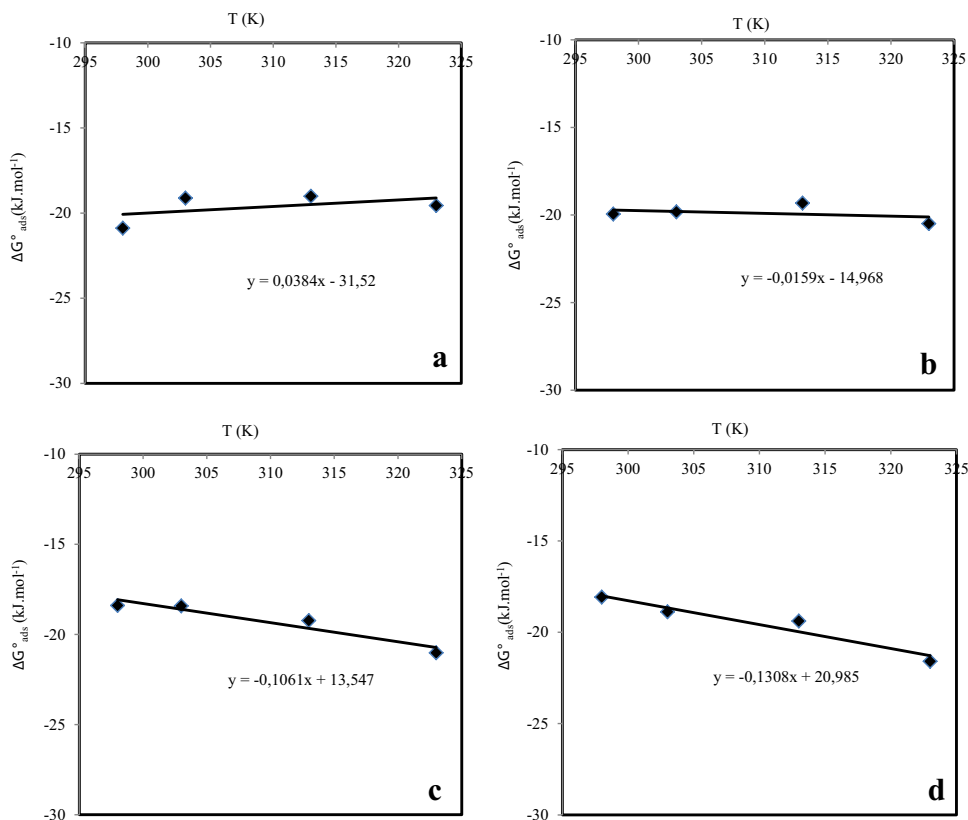 T (K)
-10
295 300 305 310 315 320 325
-15
-20
-25
-30
ΔG°ads(kJ.mol-1)
y = 0,0384x - 31,52
a
T (K)
-10
295 300 305 310 315 320 325
-15
-20
-25
-30
ΔG°ads(kJ.mol-1)
y = -0,0159x - 14,968
b
T (K)
-10
295 300 305 310 315 320 325
-15
-20
-25
-30
ΔG°ads (kJ.mol-1)
y = -0,1061x + 13,547
c
T (K)
-10
295 300 305 310 315 320 325
-15
-20
-25
-30
ΔG°ads(kJ.mol-1)
y = -0,1308x + 20,985
d